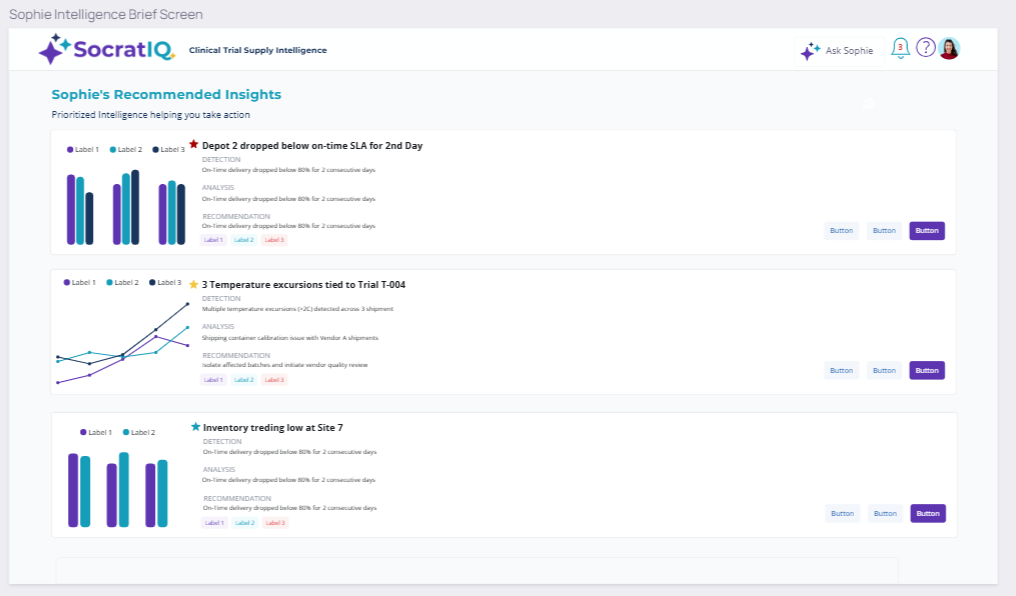 Sophie Intelligence Brief Screen
SocratIQ
Clinical Trial Supply Intelligence
Ask Sophie
3
?
Sophie's Recommended Insights
Prioritized Intelligence helping you take action
Label 1 Label 2 Label 3
Depot 2 dropped below on-time SLA for 2nd Day
DETECTION
On-Time delivery dropped below 80% for 2 consecutive days
ANALYSIS
On-Time delivery dropped below 80% for 2 consecutive days
RECOMMENDATION
On-Time delivery dropped below 80% for 2 consecutive days
Label 1 Label 2 Label 3
Button Button Button
Label 1 Label 2 Label 3
3 Temperature excursions tied to Trial T-004
DETECTION
Multiple temperature excursions (>2C) detected across 3 shipment
ANALYSIS
Shipping container calibration issue with Vendor A shipments
RECOMMENDATION
Isolate affected batches and initiate vendor quality review
Label 1 Label 2 Label 3
Button Button Button
Label 1 Label 2
Inventory treding low at Site 7
DETECTION
On-Time delivery dropped below 80% for 2 consecutive days
ANALYSIS
On-Time delivery dropped below 80% for 2 consecutive days
RECOMMENDATION
On-Time delivery dropped below 80% for 2 consecutive days
Label 1 Label 2 Label 3
Button Button Button